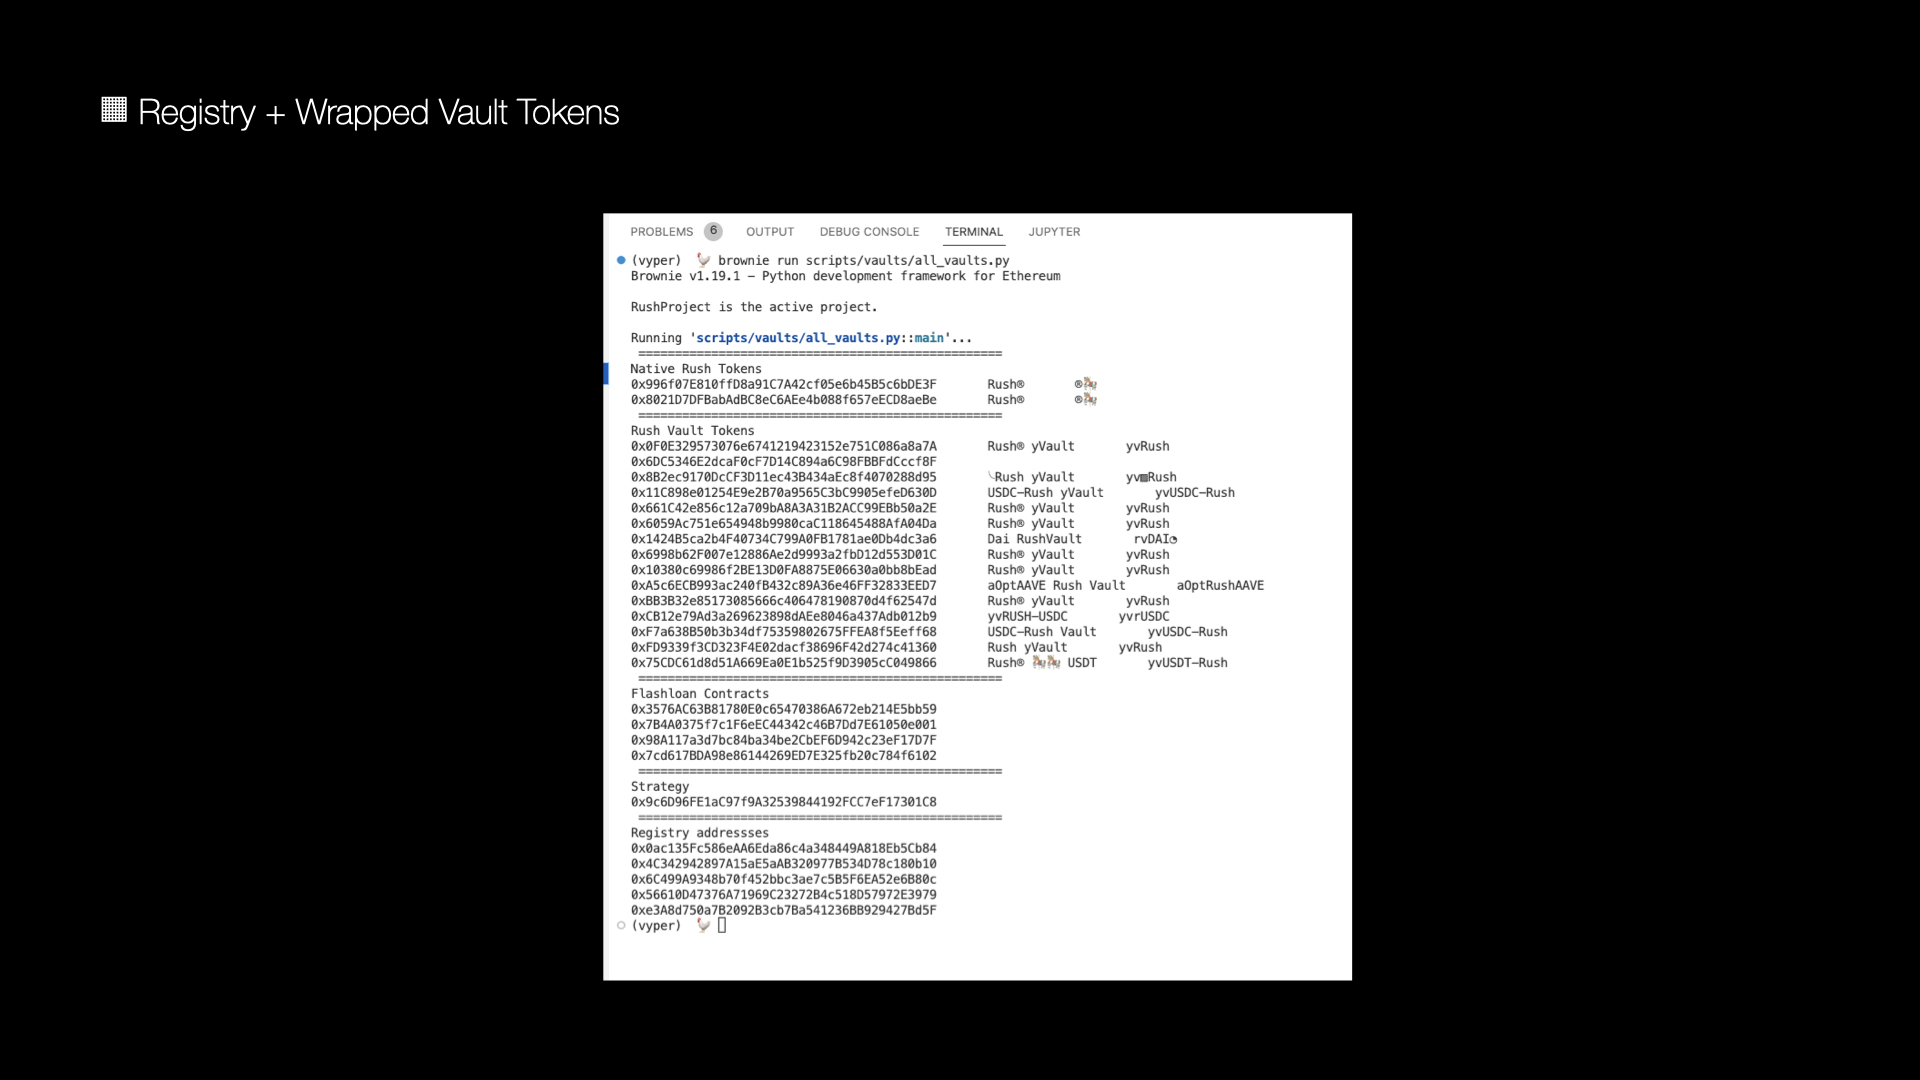 ▦ Registry + Wrapped Vault Tokens
PROBLEMS 6 OUTPUT DEBUG CONSOLE TERMINAL JUPYTER
(vyper) 🐓 brownie run scripts/vaults/all_vaults.py
Brownie v1.19.1 – Python development framework for Ethereum
RushProject is the active project.
Running 'scripts/vaults/all_vaults.py::main'...
==================================================
Native Rush Tokens
0x996f07E810ffD8a91C7A42cf05e6b45B5c6bDE3F Rush® ®🎠
0x8021D7DFBabAdBC8eC6AEe4b088f657eECD8aeBe Rush® ®🎠
==================================================
Rush Vault Tokens
0x0F0E329573076e6741219423152e751C086a8a7A Rush® yVault yvRush
0x6DC5346E2dcaF0cF7D14C894a6C98FBBFdCccf8F
0x8B2ec9170DcCF3D11ec43B434aEc8f4070288d95 ╰Rush yVault yv▩Rush
0x11C898e01254E9e2B70a9565C3bC9905efeD630D USDC–Rush yVault yvUSDC–Rush
0x661C42e856c12a709bA8A3A31B2ACC99EBb50a2E Rush® yVault yvRush
0x6059Ac751e654948b9980caC118645488AfA04Da Rush® yVault yvRush
0x1424B5ca2b4F40734C799A0FB1781ae0Db4dc3a6 Dai RushVault rvDAI◔
0x6998b62F007e12886Ae2d9993a2fbD12d553D01C Rush® yVault yvRush
0x10380c69986f2BE13D0FA8875E06630a0bb8bEad Rush® yVault yvRush
0xA5c6ECB993ac240fB432c89A36e46FF32833EED7 aOptAAVE Rush Vault aOptRushAAVE
0xBB3B32e85173085666c406478190870d4f62547d Rush® yVault yvRush
0xCB12e79Ad3a269623898dAEe8046a437Adb012b9 yvRUSH–USDC yvrUSDC
0xF7a638B50b3b34df75359802675FFEA8f5Eeff68 USDC–Rush Vault yvUSDC–Rush
0xFD9339f3CD323F4E02dacf38696F42d274c41360 Rush yVault yvRush
0x75CDC61d8d51A669Ea0E1b525f9D3905cC049866 Rush® 🎠🎠 USDT yvUSDT–Rush
==================================================
Flashloan Contracts
0x3576AC63B81780E0c65470386A672eb214E5bb59
0x7B4A0375f7c1F6eEC44342c46B7Dd7E61050e001
0x98A117a3d7bc84ba34be2CbEF6D942c23eF17D7F
0x7cd617BDA98e86144269ED7E325fb20c784f6102
==================================================
Strategy
0x9c6D96FE1aC97f9A32539844192FCC7eF17301C8
==================================================
Registry addressses
0x0ac135Fc586eAA6Eda86c4a348449A818Eb5Cb84
0x4C342942897A15aE5aAB320977B534D78c180b10
0x6C499A9348b70f452bbc3ae7c5B5F6EA52e6B80c
0x56610D47376A71969C23272B4c518D57972E3979
0xe3A8d750a7B2092B3cb7Ba541236BB929427Bd5F
(vyper) 🐓